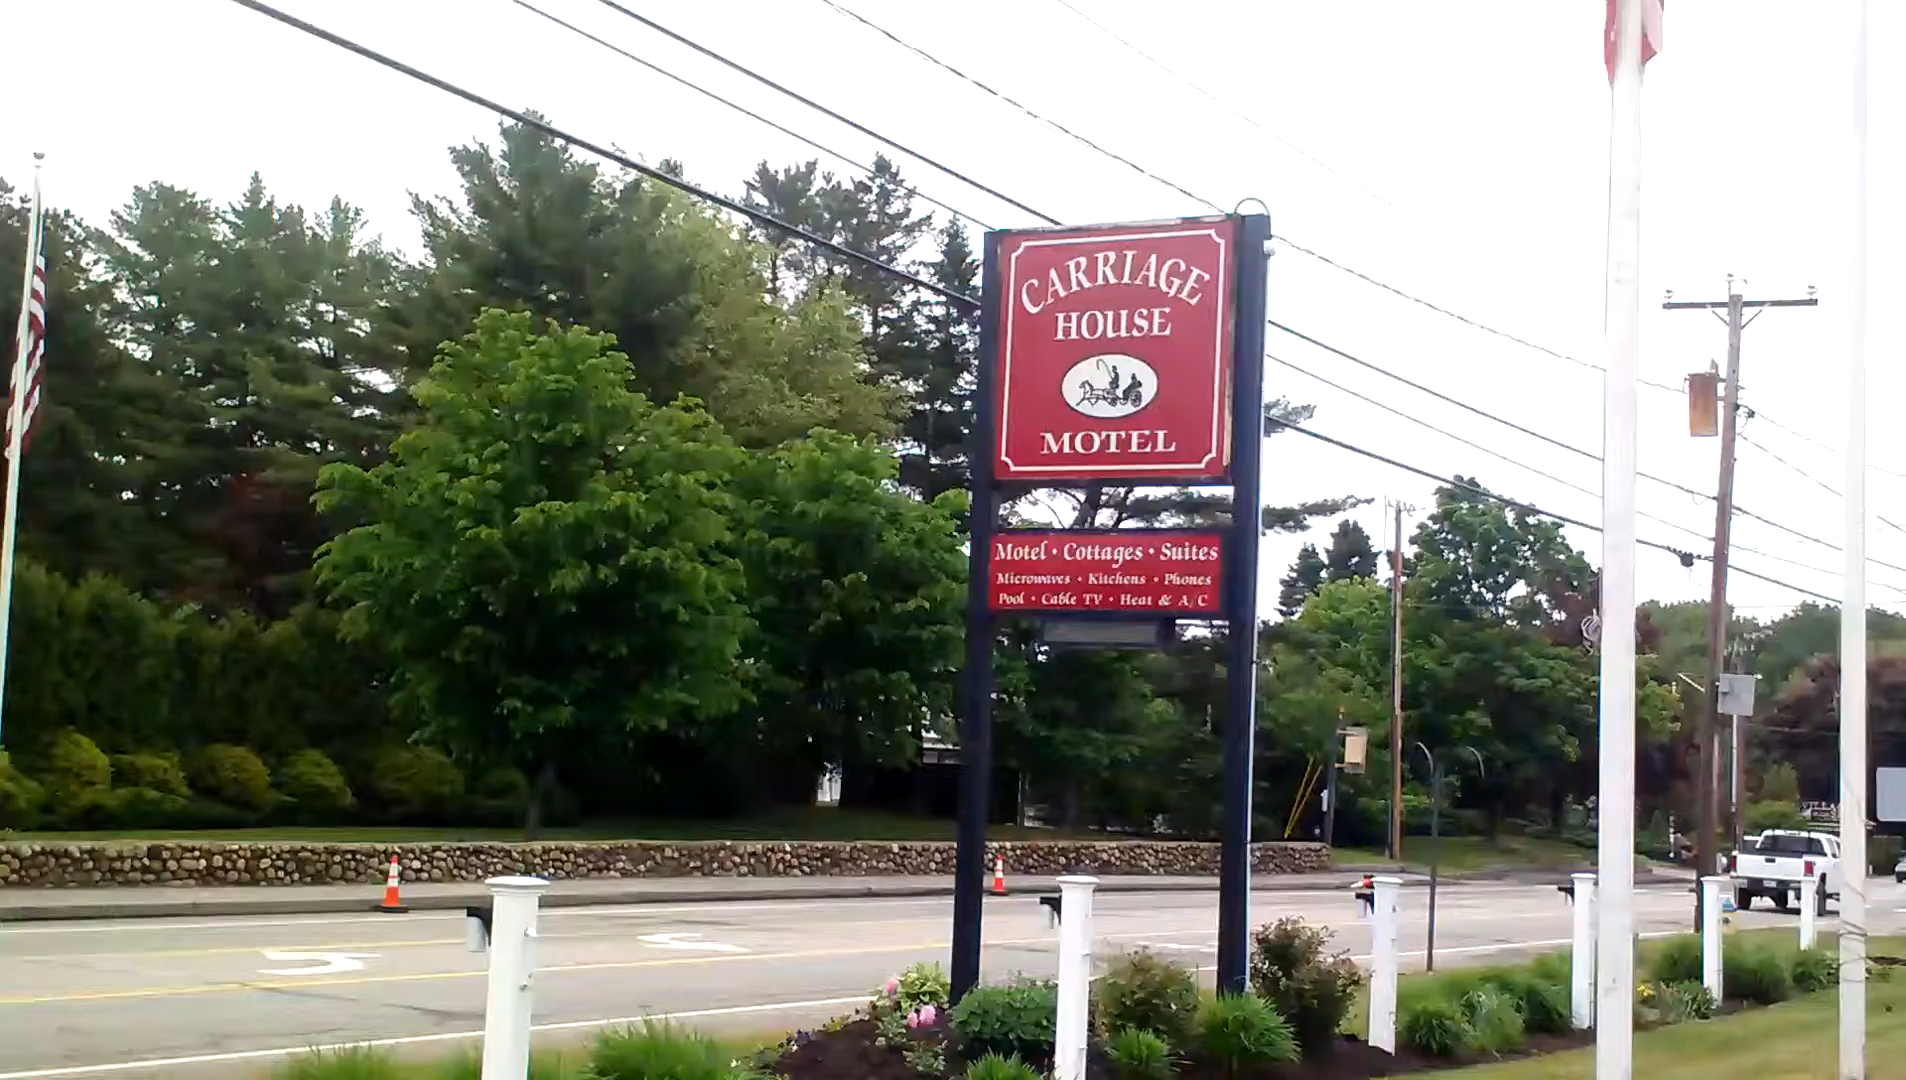 CARRIAGE
HOUSE
MOTEL
Motel · Cottages · Suites
Microwaves · Kitchens · Phones
Pool · Cable TV · Heat & A/C